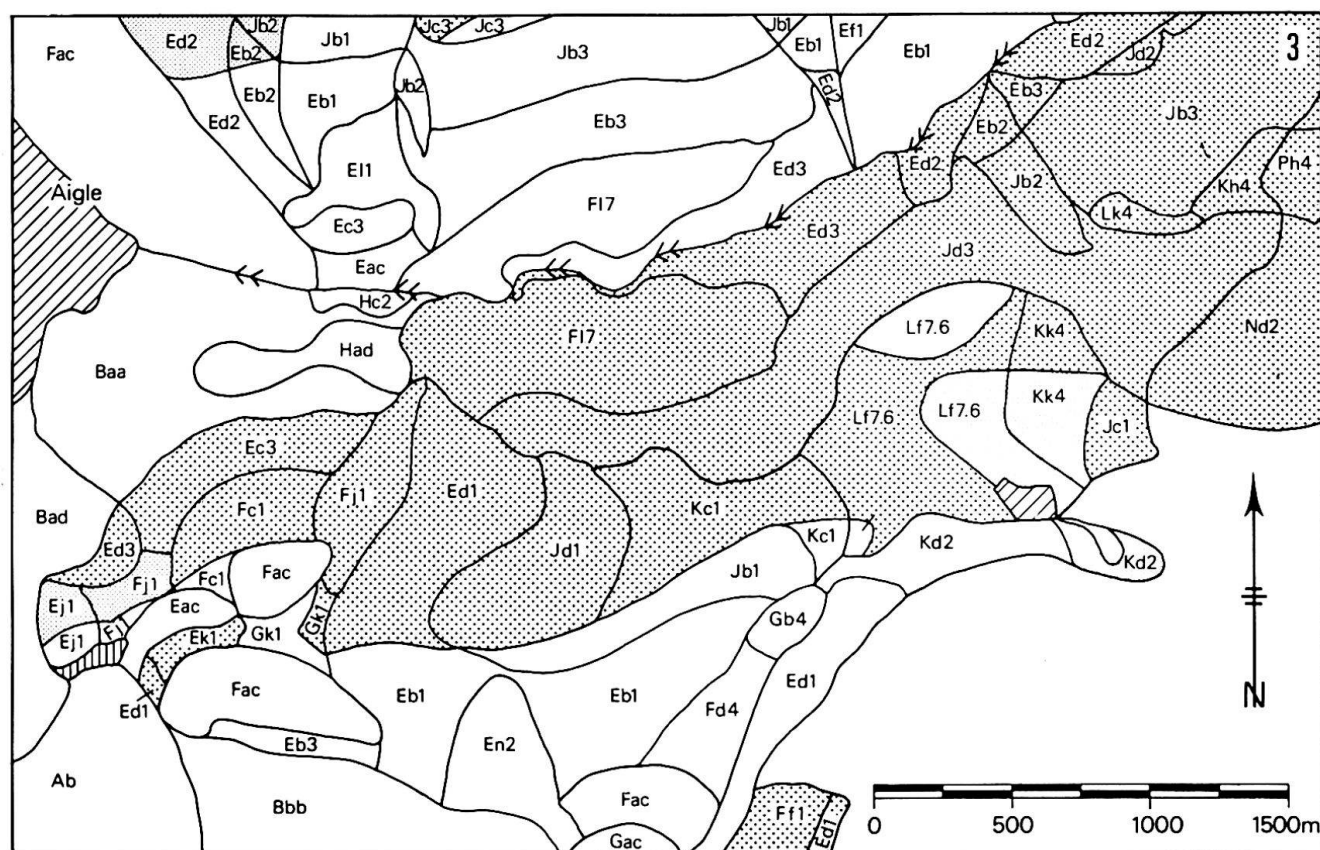 Fac
Ed2
Jb2
Eb2
Jb1
Jc3
Jc3
Jb3
Jb1
Eb1
Ef1
Eb1
Ed2
Jd2
3
Ed2
Eb2
Eb1
Jb2
Eb3
Ed2
Eb3
Eb2
Jb3
Aigle
El1
Ec3
Eac
Hc2
Fl7
Ed3
Ed2
Jb2
Lk4
Kh4
Ph4
Ed3
Jd3
Baa
Had
Fl7
Lf7.6
Kk4
Nd2
Ec3
Lf7.6
Lf7.6
Kk4
Jc1
Bad
Fc1
Fj1
Ed1
Jd1
Kc1
Kc1
Kd2
Kd2
Ed3
Fj1
Fc1
Fac
Jb1
Ej1
Eac
Gk1
Gb4
Ej1
Fj
Ek1
Gk1
Ed1
Fac
Eb1
Eb1
Fd4
Ed1
Eb3
En2
Ab
Bbb
Fac
Gac
Ff1
Ed1
N
0
500
1000
1500m